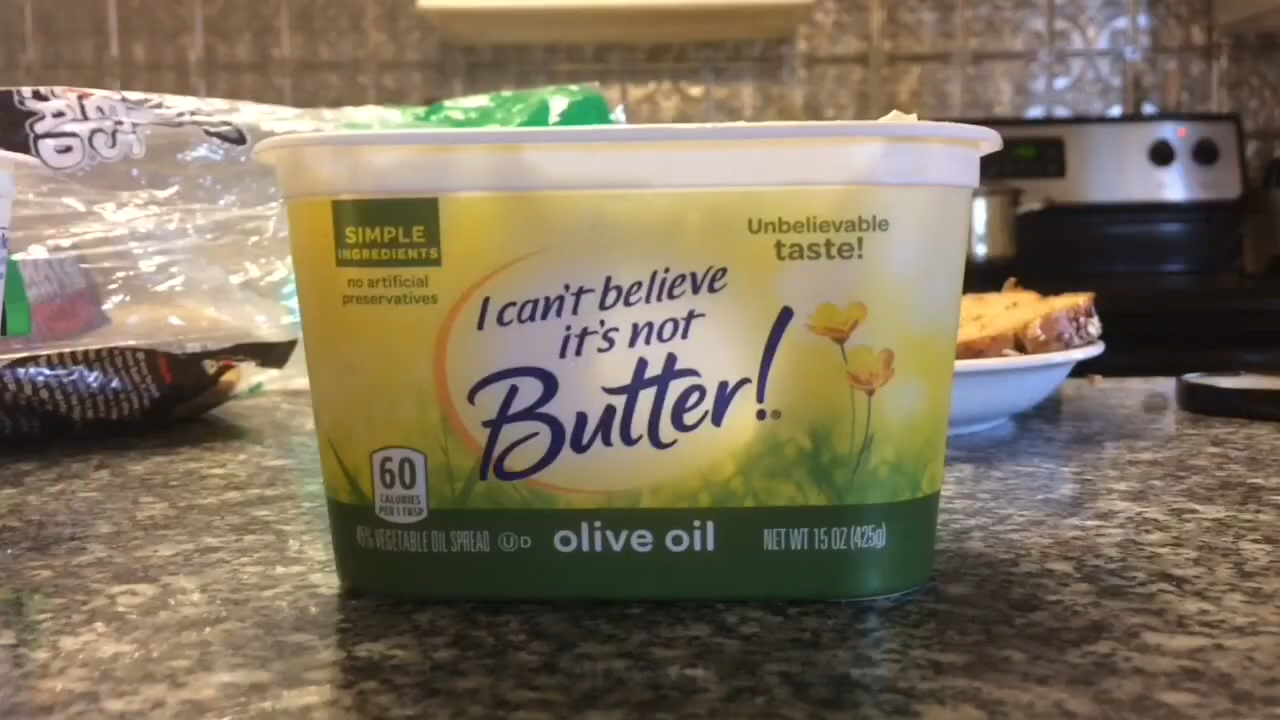 SIMPLE
INGREDIENTS
no artificial
preservatives
Unbelievable
taste!
I can't believe
it's not
Butter!
®
60
CALORIES
PER 1 TBSP
45% VEGETABLE OIL SPREAD
U D
olive oil
NET WT 15 OZ (425g)